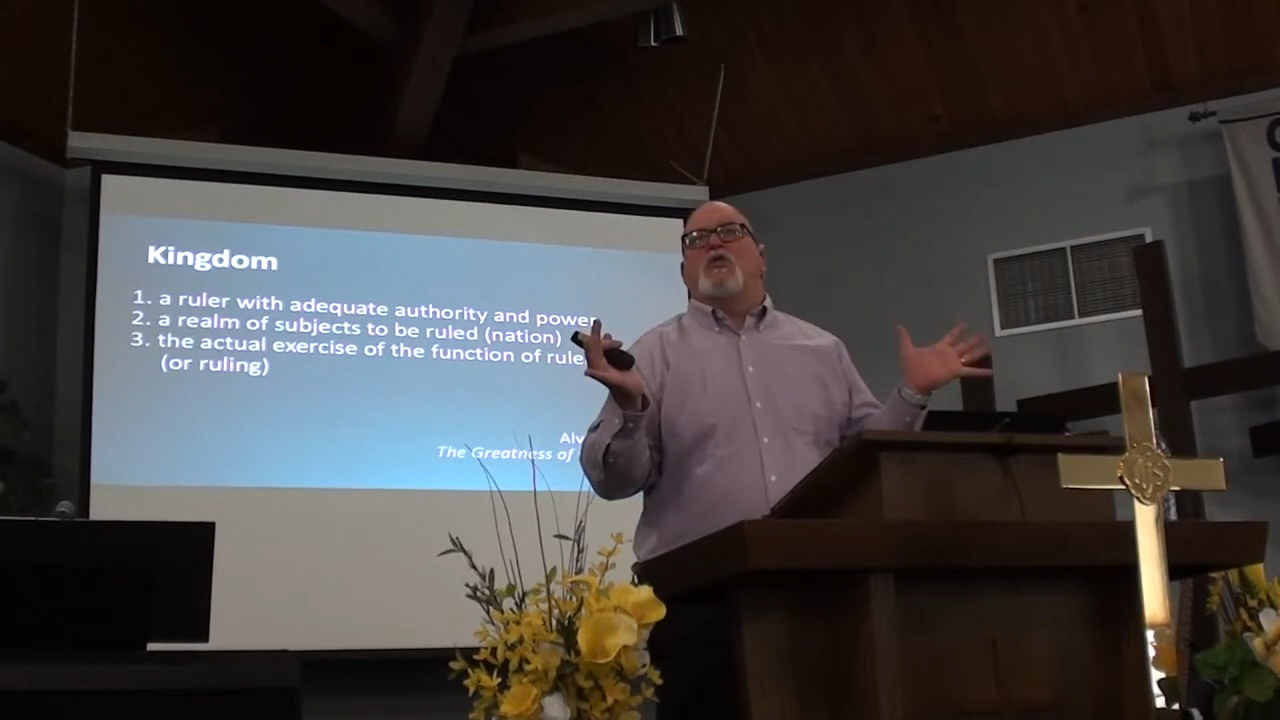 Kingdom
1. a ruler with adequate authority and power
2. a realm of subjects to be ruled (nation)
3. the actual exercise of the function of rule
(or ruling)
The Greatness of